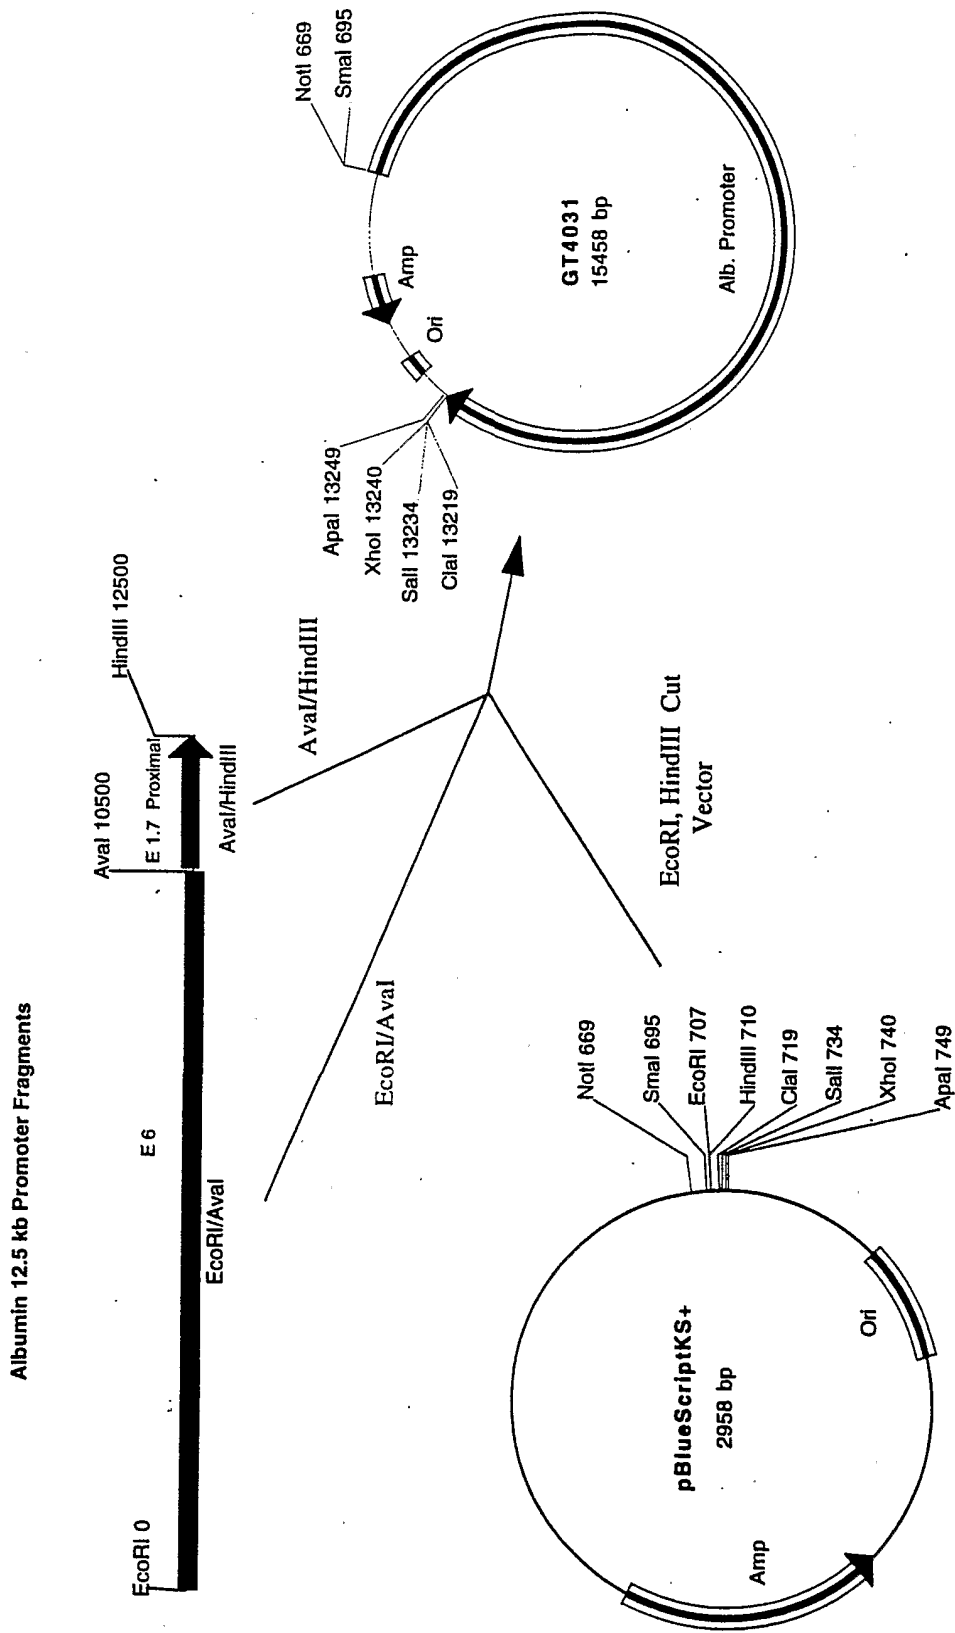 Albumin 12.5 kb Promoter Fragments
EcoRI 0
E 6
EcoRI/AvaI
AvaI 10500
E 1.7 Proximal
AvaI/HindIII
HindIII 12500
EcoRI/AvaI
AvaI/HindIII
EcoRI, HindIII Cut
Vector
pBlueScriptKS+
2958 bp
Amp
Ori
NotI 669
SmaI 695
EcoRI 707
HindIII 710
ClaI 719
SalI 734
XhoI 740
ApaI 749
ApaI 13249
XhoI 13240
SalI 13234
ClaI 13219
Ori
Amp
NotI 669
SmaI 695
GT4031
15458 bp
Alb. Promoter